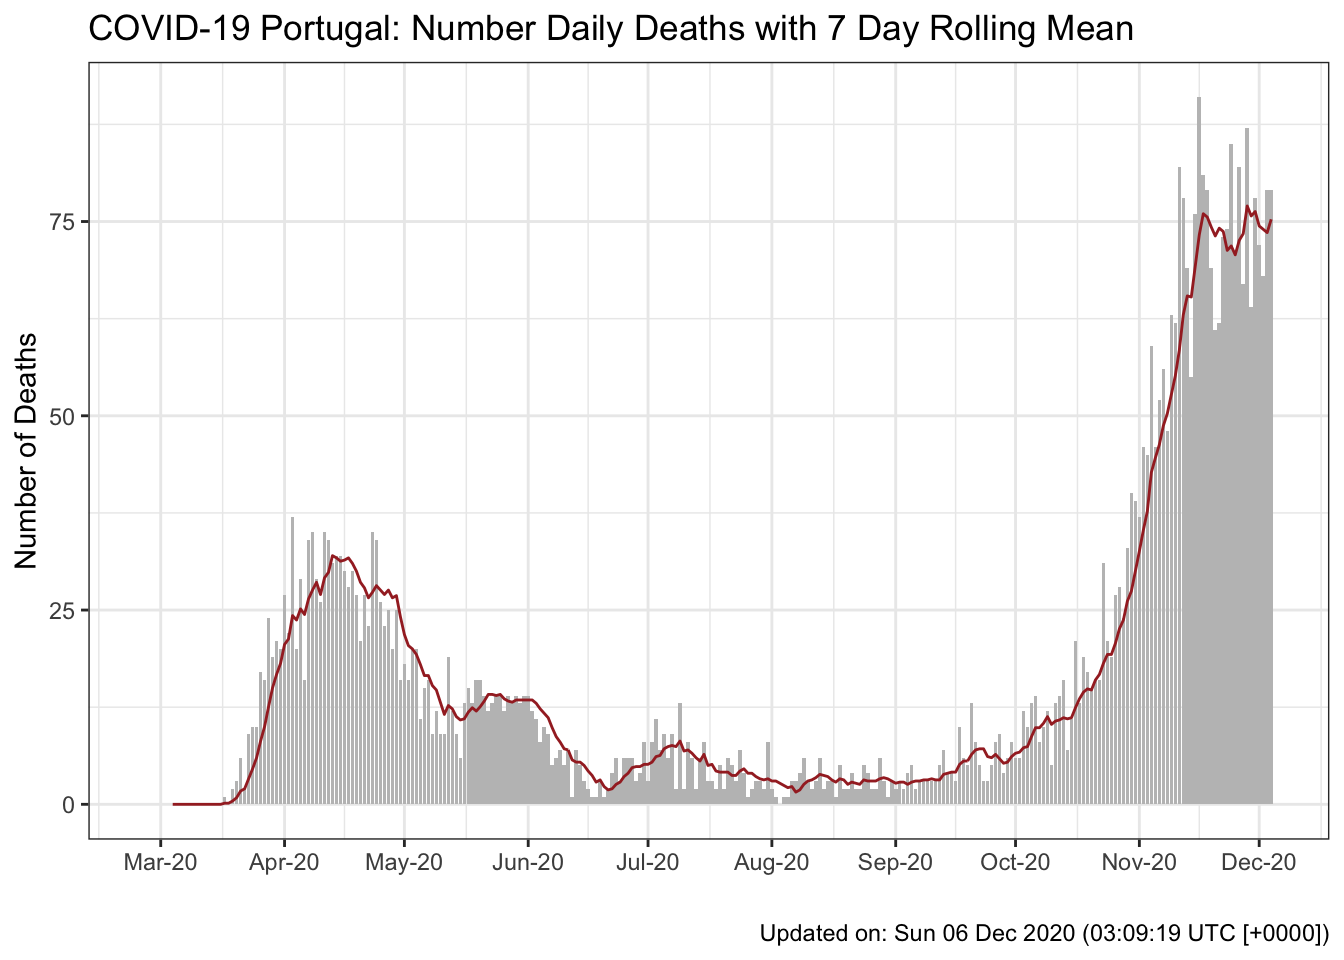 COVID-19 Portugal: Number Daily Deaths with 7 Day Rolling Mean
Number of Deaths
75
50
25
0
Mar-20 Apr-20 May-20 Jun-20 Jul-20 Aug-20 Sep-20 Oct-20 Nov-20 Dec-20
Updated on: Sun 06 Dec 2020 (03:09:19 UTC [+0000])